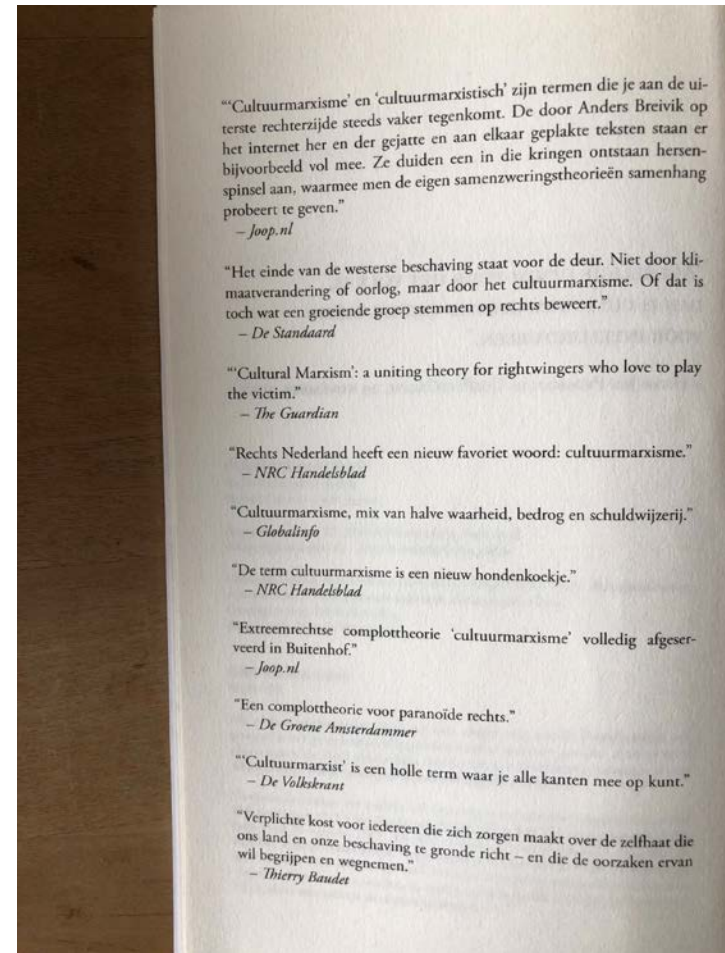 “‘Cultuurmarxisme’ en ‘cultuurmarxistisch’ zijn termen die je aan de ui-
terste rechterzijde steeds vaker tegenkomt. De door Anders Breivik op
het internet her en der gejatte en aan elkaar geplakte teksten staan er
bijvoorbeeld vol mee. Ze duiden een in die kringen ontstaan hersen-
spinsel aan, waarmee men de eigen samenzweringstheorieën samenhang
probeert te geven.”
– Joop.nl
“Het einde van de westerse beschaving staat voor de deur. Niet door kli-
maatverandering of oorlog, maar door het cultuurmarxisme. Of dat is
toch wat een groeiende groep stemmen op rechts beweert.”
– De Standaard
“‘Cultural Marxism’: a uniting theory for rightwingers who love to play
the victim.”
– The Guardian
“Rechts Nederland heeft een nieuw favoriet woord: cultuurmarxisme.”
– NRC Handelsblad
“Cultuurmarxisme, mix van halve waarheid, bedrog en schuldwijzerij.”
– Globalinfo
“De term cultuurmarxisme is een nieuw hondenkoekje.”
– NRC Handelsblad
“Extreemrechtse complottheorie ‘cultuurmarxisme’ volledig afgeser-
veerd in Buitenhof.”
– Joop.nl
“Een complottheorie voor paranoïde rechts.”
– De Groene Amsterdammer
“‘Cultuurmarxist’ is een holle term waar je alle kanten mee op kunt.”
– De Volkskrant
“Verplichte kost voor iedereen die zich zorgen maakt over de zelfhaat die
ons land en onze beschaving te gronde richt – en die de oorzaken ervan
wil begrijpen en wegnemen.”
– Thierry Baudet